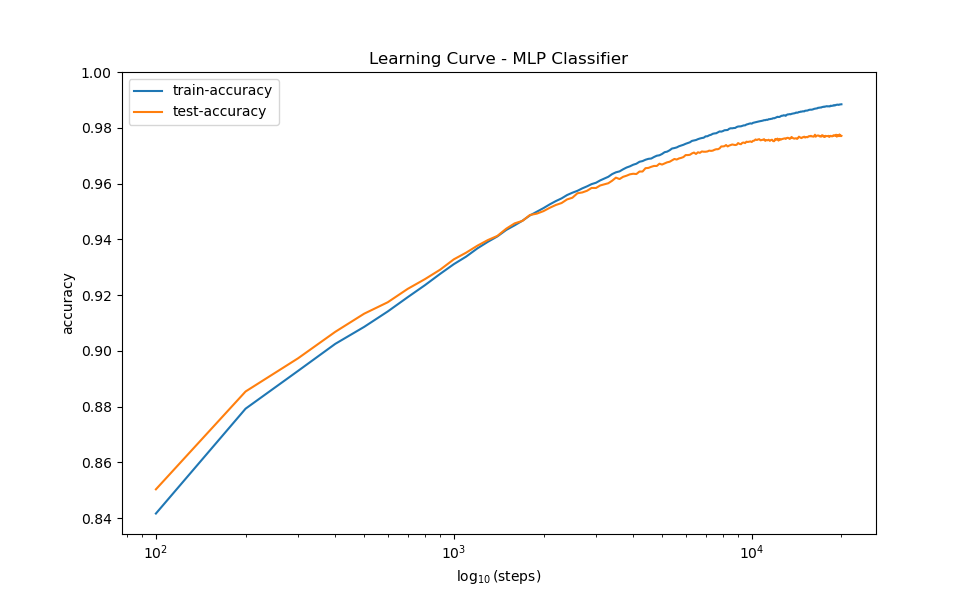 Learning Curve - MLP Classifier
1.00
0.98
0.96
0.94
0.92
0.90
0.88
0.86
0.84
accuracy
train-accuracy
test-accuracy
10² 10³ 10⁴
log₁₀(steps)